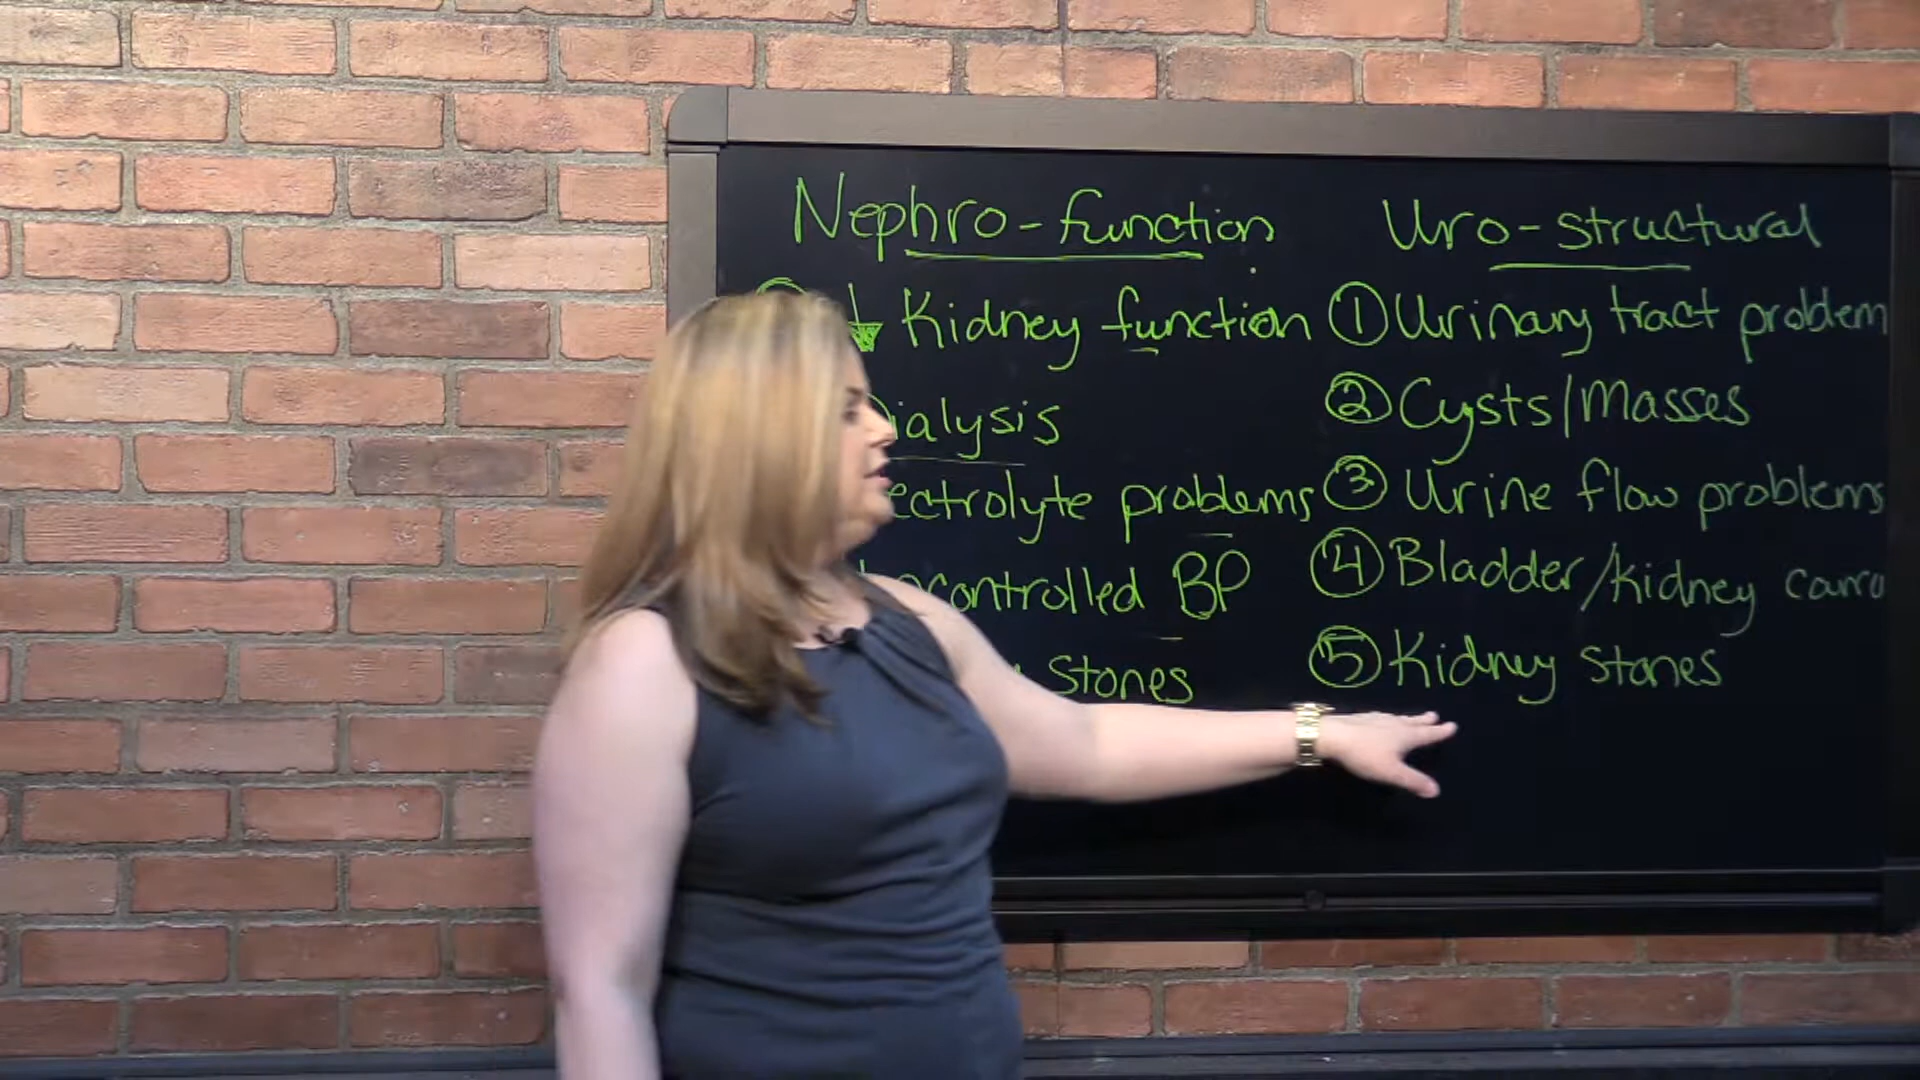 Nephro-function
↓ Kidney function
ialysis
ectrolyte problems
controlled BP
stones
Uro-structural
① Urinary tract problem
② Cysts/Masses
③ Urine flow problems
④ Bladder/Kidney
⑤ Kidney stones